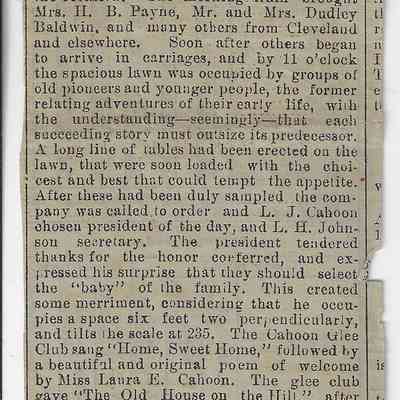 Mrs. H. B. Payne, Mr. and Mrs. Dudley
Baldwin, and many others from Cleveland
and elsewhere. Soon after others began
to arrive in carriages, and by 11 o'clock
the spacious lawn was occupied by groups of
old pioneers and younger people, the former
relating adventures of their early life, with
the understanding—seemingly—that each
succeeding story must outsize its predecessor.
A long line of tables had been erected on the
lawn, that were soon loaded with the choi-
cest and best that could tempt the appetite.
After these had been duly sampled the com-
pany was called to order and L. J. Cahoon
chosen president of the day, and L. H. John-
son secretary. The president tendered
thanks for the honor corferred, and ex-
pressed his surprise that they should select
the "baby" of the family. This created
some merriment, considering that he occu-
pies a space six feet two perpendicularly,
and tilts the scale at 235. The Cahoon Glee
Club sang "Home, Sweet Home," followed by
a beautiful and original poem of welcome
by Miss Laura E. Cahoon. The glee club
gave "The Old House on the Hill" after